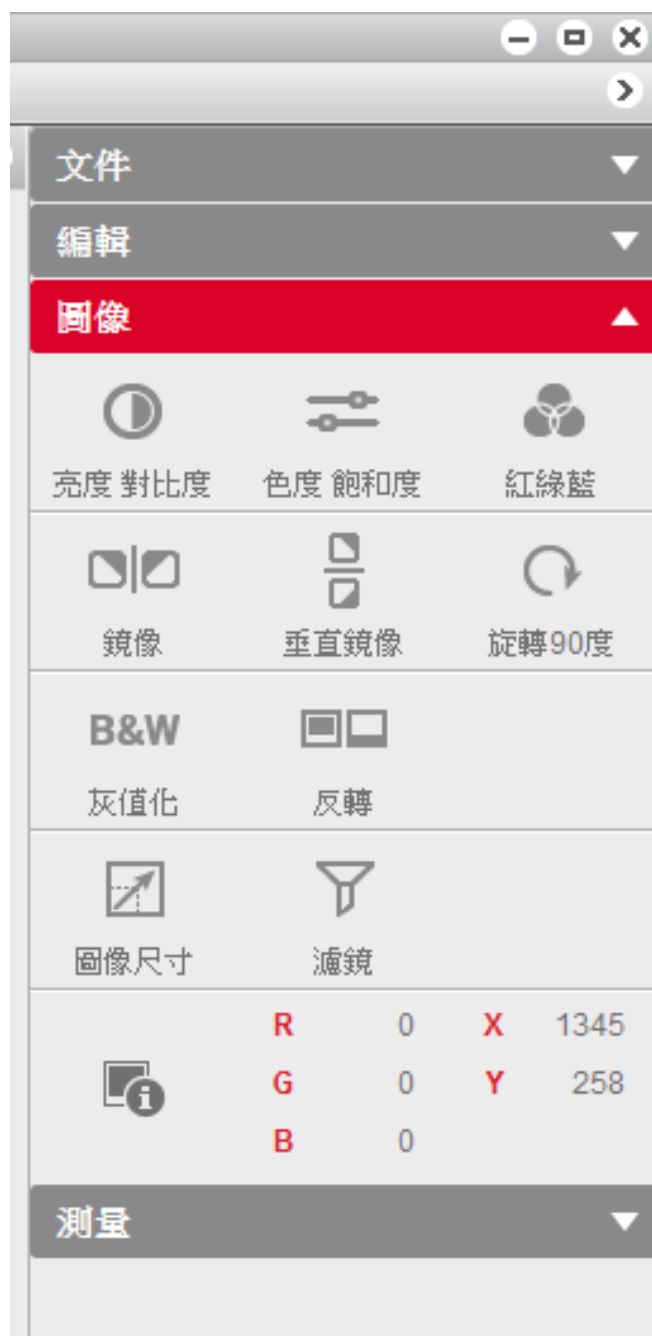 文件
編輯
圖像
亮度 對比度 色度 飽和度 紅綠藍
鏡像 垂直鏡像 旋轉90度
B&W
灰值化 反轉
圖像尺寸 濾鏡
R 0 X 1345
G 0 Y 258
B 0
測量